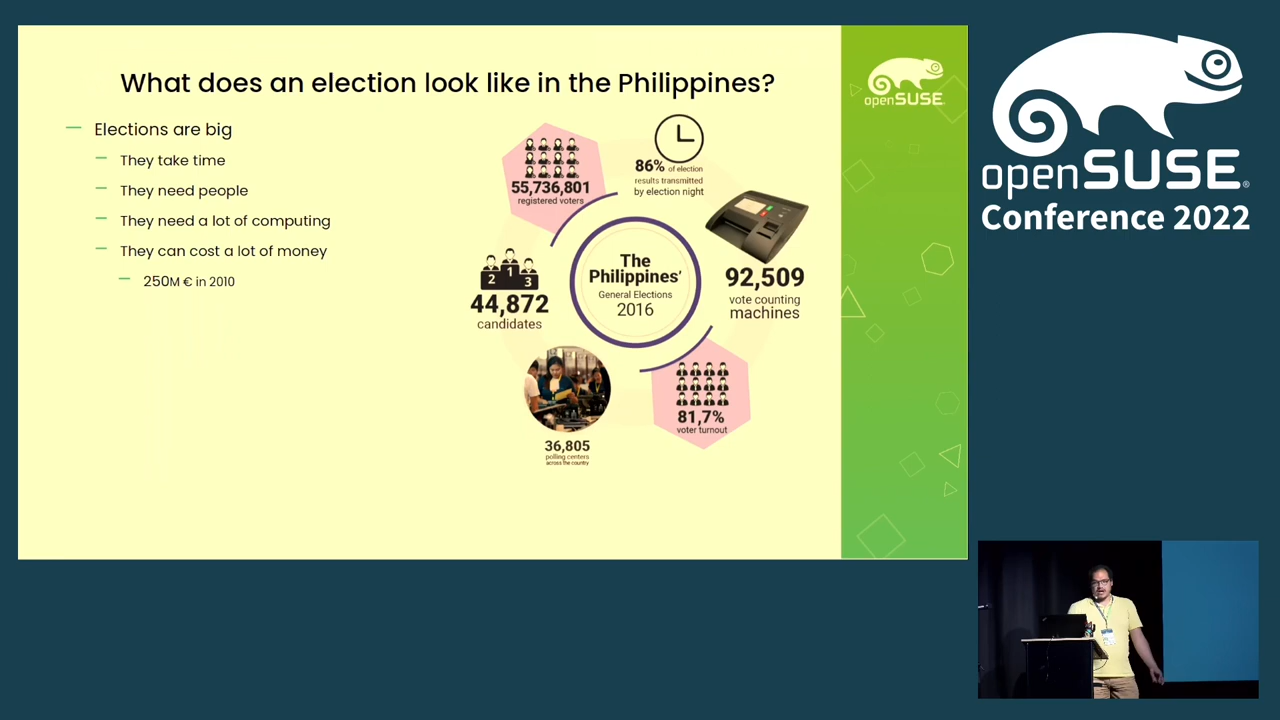 What does an election look like in the Philippines?
Elections are big
They take time
They need people
They need a lot of computing
They can cost a lot of money
250M € in 2010
55,736,801
registered voters
86% of election
results transmitted
by election night
92,509
vote counting
machines
44,872
candidates
2 1 3
The
Philippines'
General Elections
2016
36,805
polling centers
across the country
81,7%
voter turnout
openSUSE
openSUSE®
Conference 2022